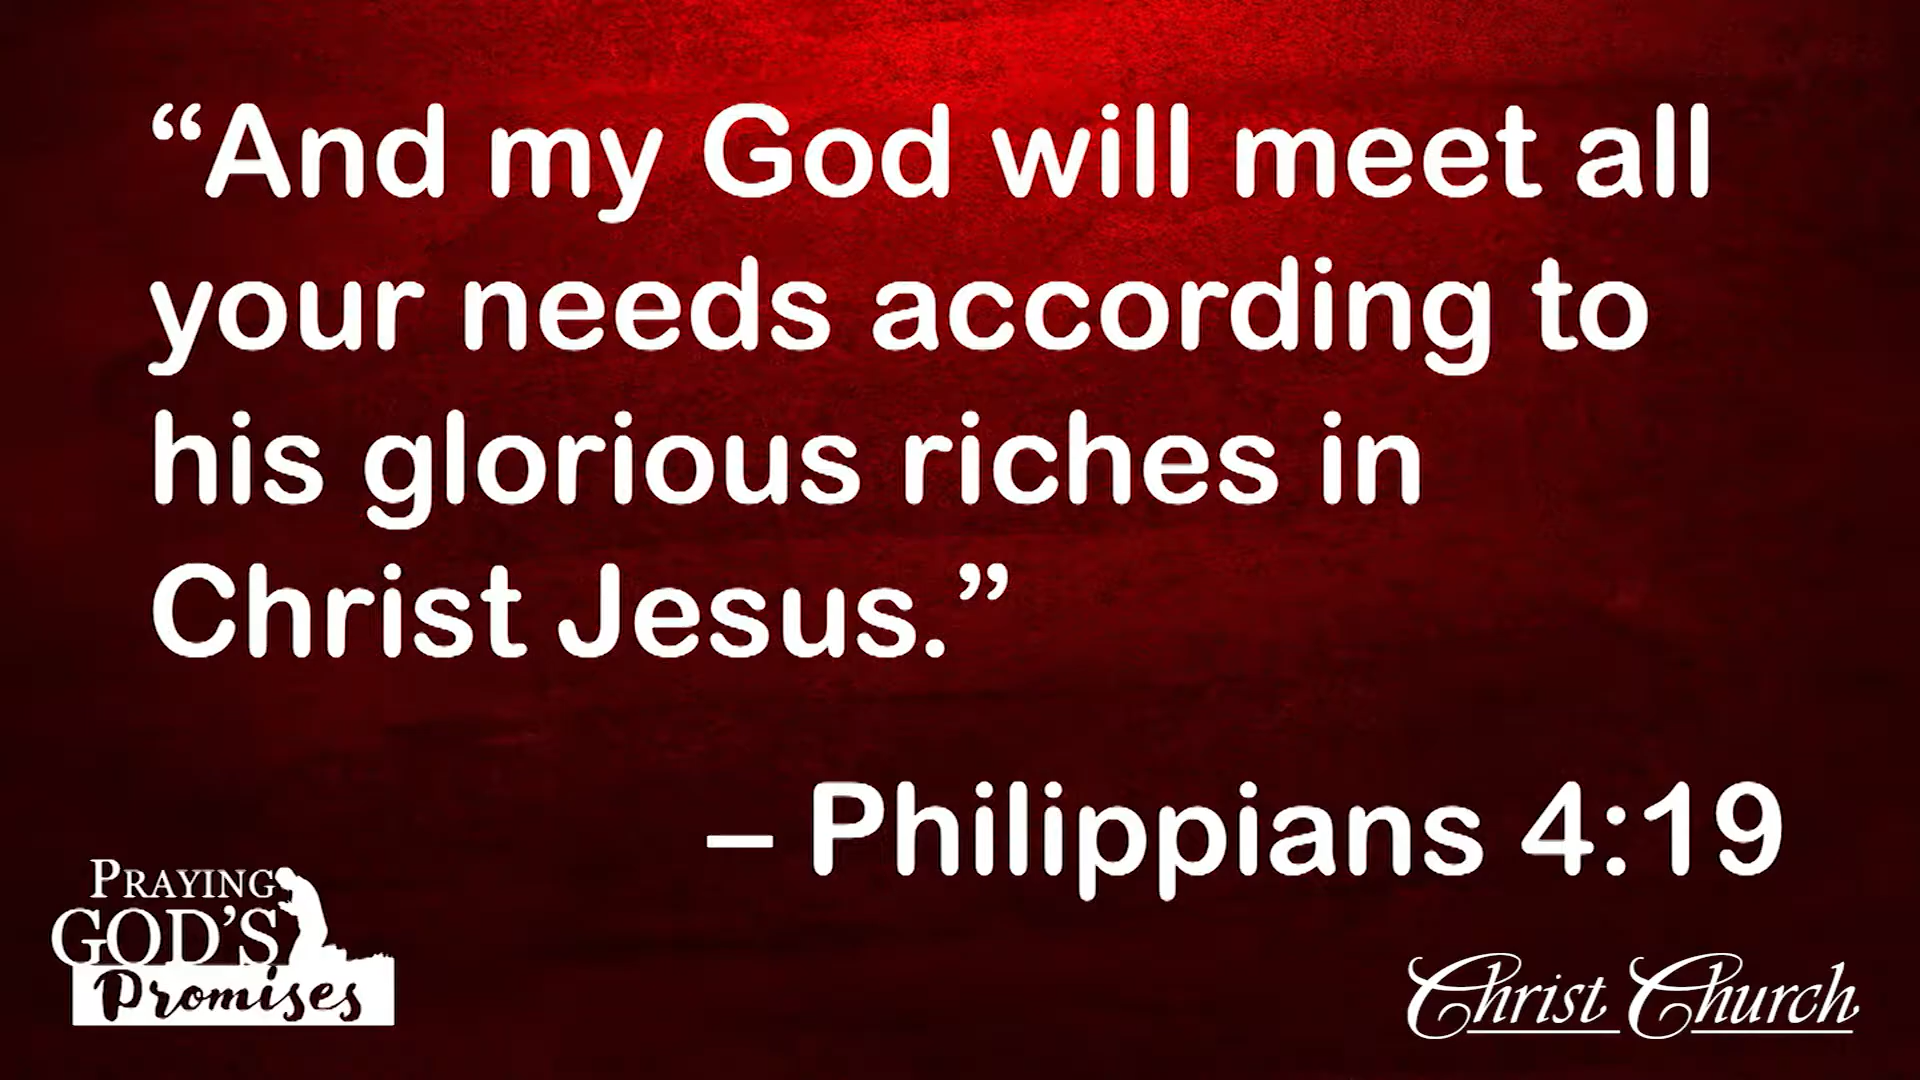 “And my God will meet all
your needs according to
his glorious riches in
Christ Jesus.”
– Philippians 4:19
PRAYING
GOD’S
Promises
Christ Church